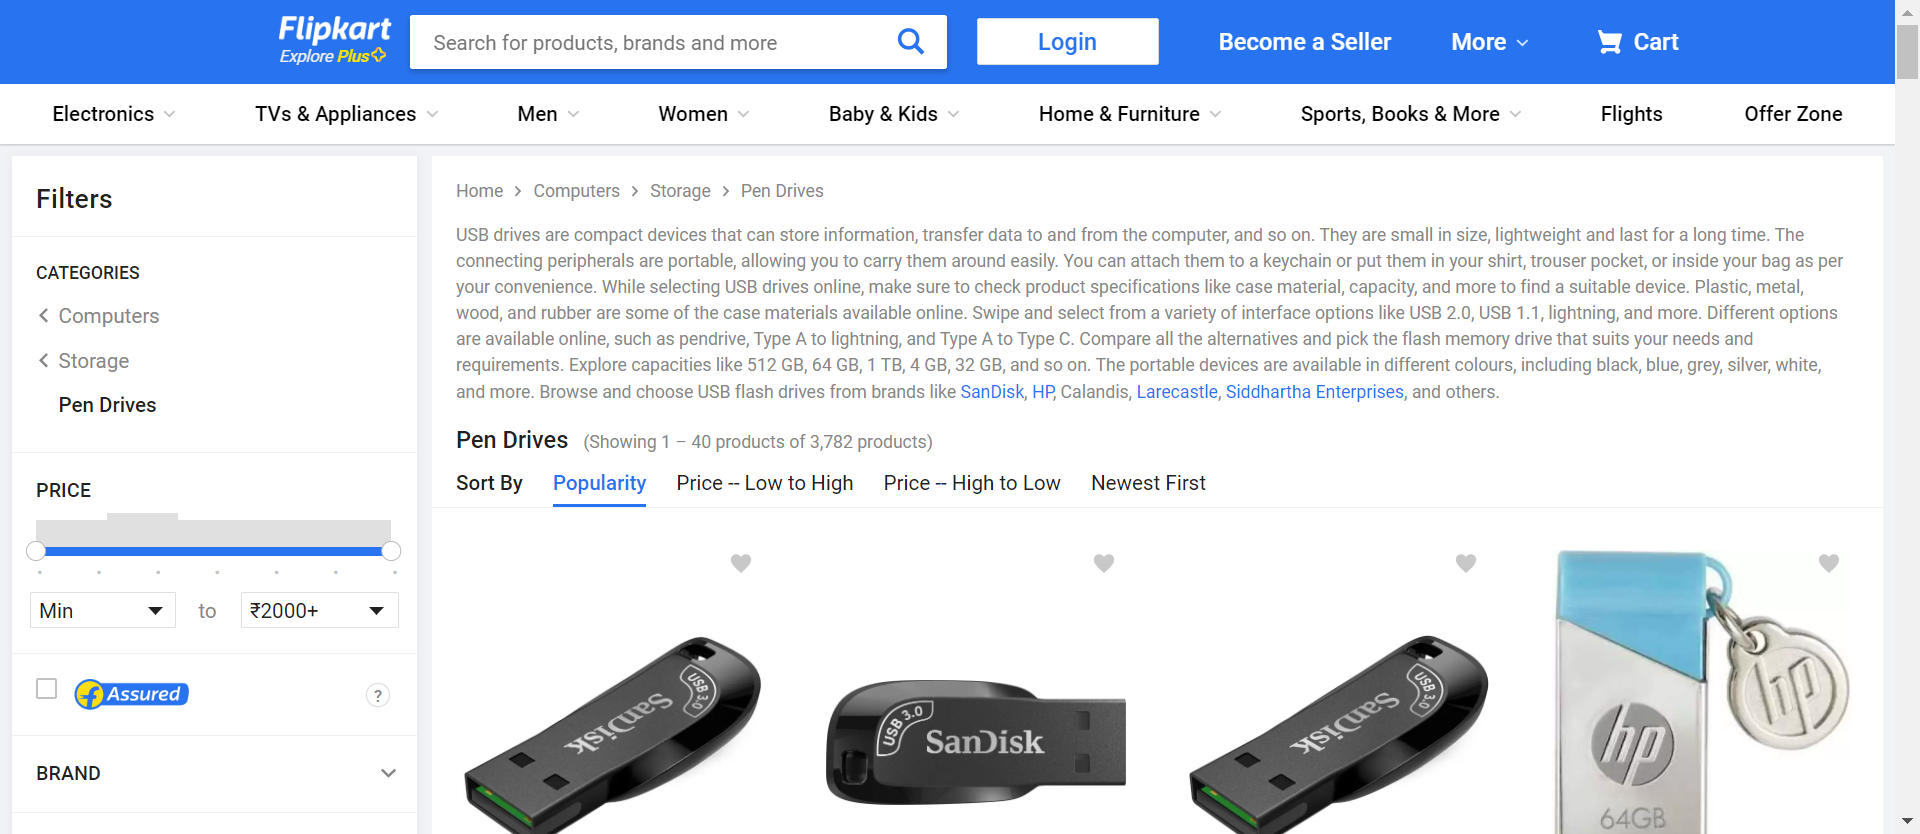 Flipkart
Explore Plus
Search for products, brands and more
Login
Become a Seller
More
Cart
Electronics
TVs & Appliances
Men
Women
Baby & Kids
Home & Furniture
Sports, Books & More
Flights
Offer Zone
Filters
CATEGORIES
Computers
Storage
Pen Drives
PRICE
Min
to
₹2000+
Assured
?
BRAND
Home
Computers
Storage
Pen Drives
USB drives are compact devices that can store information, transfer data to and from the computer, and so on. They are small in size, lightweight and last for a long time. The
connecting peripherals are portable, allowing you to carry them around easily. You can attach them to a keychain or put them in your shirt, trouser pocket, or inside your bag as per
your convenience. While selecting USB drives online, make sure to check product specifications like case material, capacity, and more to find a suitable device. Plastic, metal,
wood, and rubber are some of the case materials available online. Swipe and select from a variety of interface options like USB 2.0, USB 1.1, lightning, and more. Different options
are available online, such as pendrive, Type A to lightning, and Type A to Type C. Compare all the alternatives and pick the flash memory drive that suits your needs and
requirements. Explore capacities like 512 GB, 64 GB, 1 TB, 4 GB, 32 GB, and so on. The portable devices are available in different colours, including black, blue, grey, silver, white,
and more. Browse and choose USB flash drives from brands like SanDisk, HP, Calandis, Larecastle, Siddhartha Enterprises, and others.
Pen Drives (Showing 1 – 40 products of 3,782 products)
Sort By
Popularity
Price -- Low to High
Price -- High to Low
Newest First
USB 3.0
SanDisk
USB 3.0
SanDisk
USB 3.0
SanDisk
hp
hp
64GB